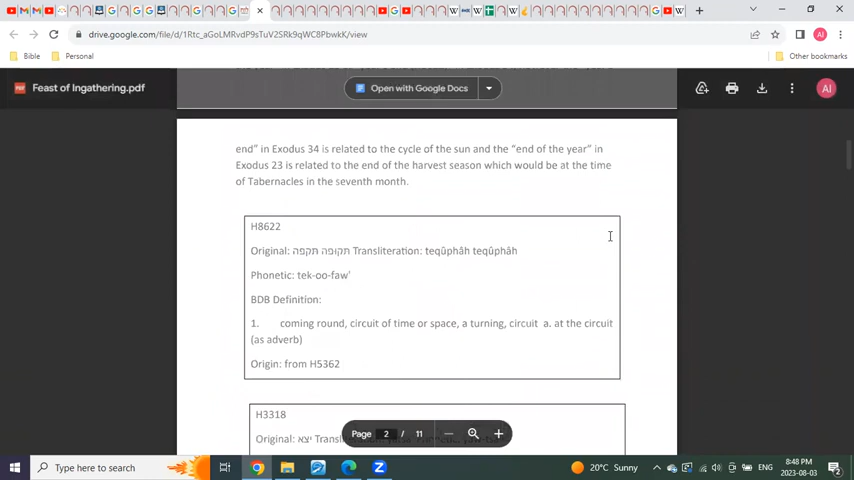 drive.google.com/file/d/1Rtc_aGoLMRvdP9sTuV2SRk9qWC8PbwkK/view
Bible
Personal
Other bookmarks
Feast of Ingathering.pdf
Open with Google Docs
AI
end” in Exodus 34 is related to the cycle of the sun and the “end of the year” in
Exodus 23 is related to the end of the harvest season which would be at the time
of Tabernacles in the seventh month.
H8622
Original: תקופה תקפה Transliteration: teqûphâh teqûphâh
Phonetic: tek-oo-faw'
BDB Definition:
1. coming round, circuit of time or space, a turning, circuit a. at the circuit
(as adverb)
Origin: from H5362
H3318
Original: יצא
Page 2 / 11
Type here to search
20°C Sunny
ENG
8:48 PM
2023-08-03